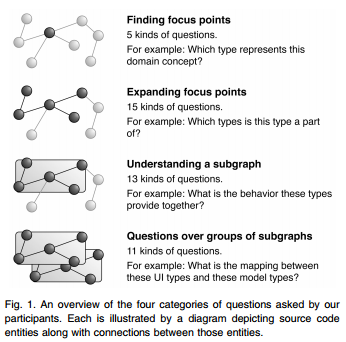 Finding focus points
5 kinds of questions.
For example: Which type represents this
domain concept?
Expanding focus points
15 kinds of questions.
For example: Which types is this type a part
of?
Understanding a subgraph
13 kinds of questions.
For example: What is the behavior these types
provide together?
Questions over groups of subgraphs
11 kinds of questions.
For example: What is the mapping between
these UI types and these model types?
Fig. 1. An overview of the four categories of questions asked by our
participants. Each is illustrated by a diagram depicting source code
entities along with connections between those entities.